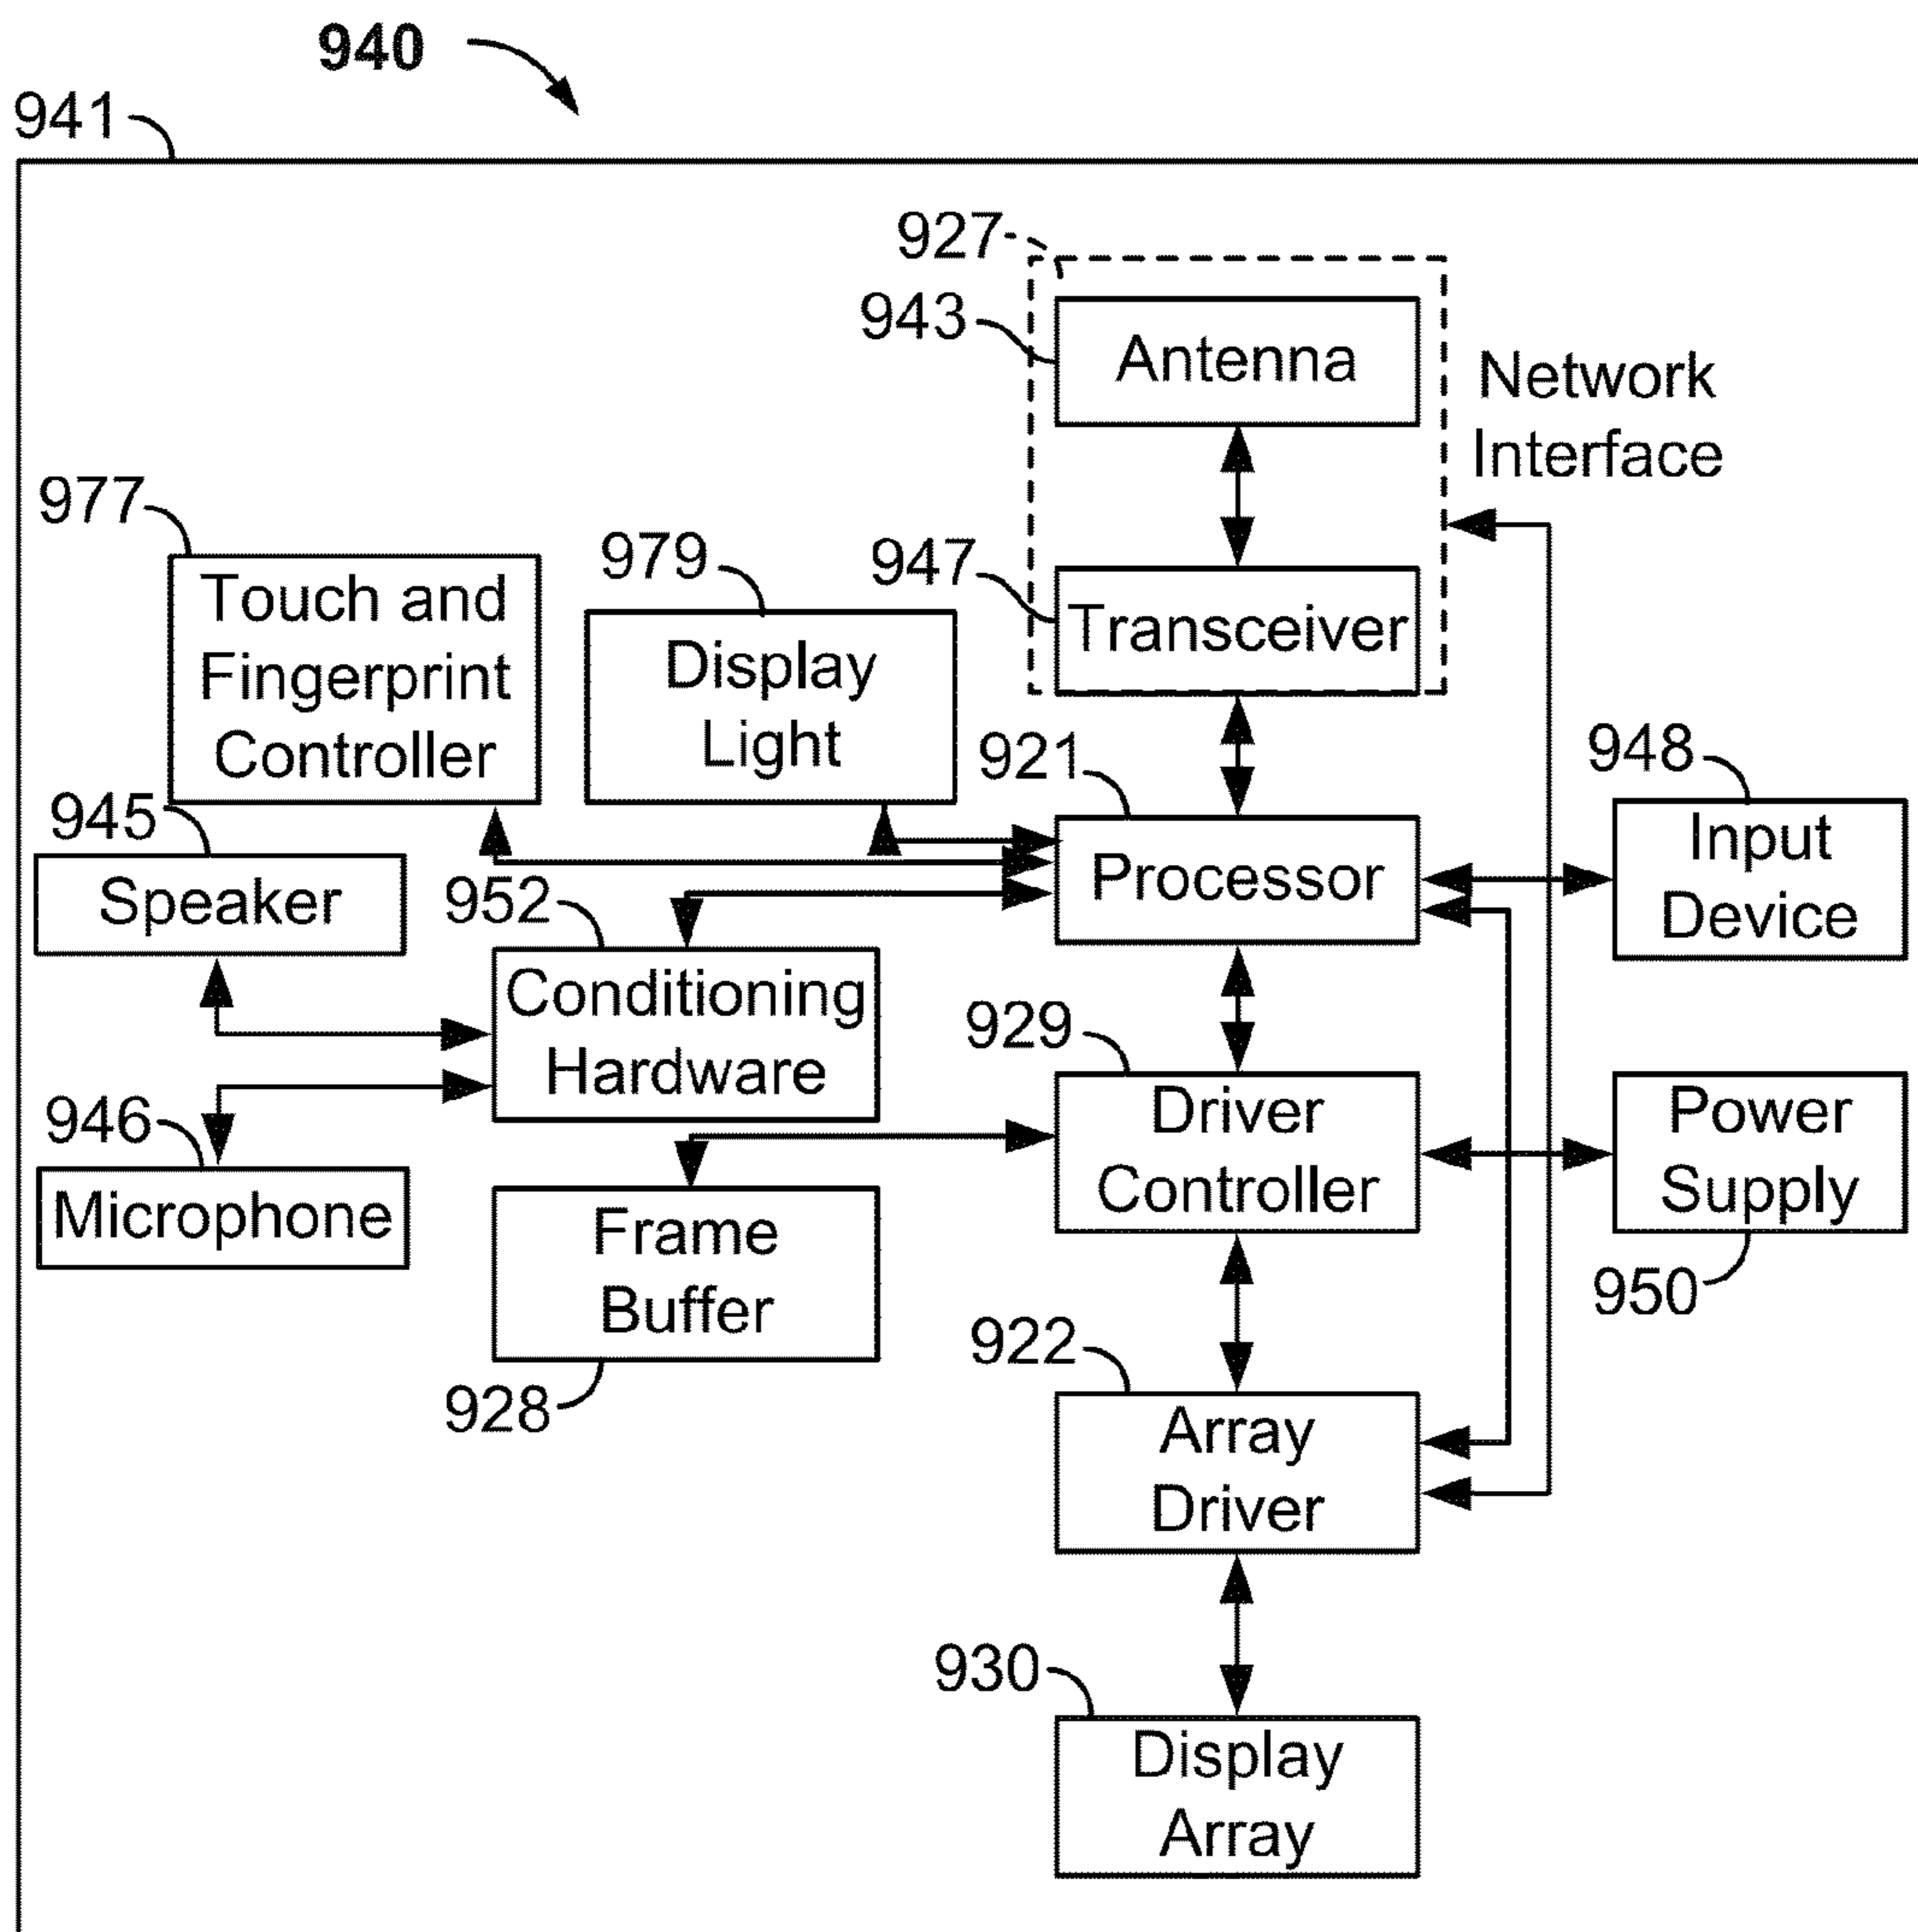 940
941
927
943
Antenna
Network
Interface
977
979
947
Touch and
Fingerprint
Controller
Display
Light
Transceiver
921
948
945
Speaker
952
Processor
Input
Device
Conditioning
Hardware
929
946
Microphone
Driver
Controller
Power
Supply
Frame
Buffer
950
928
922
Array
Driver
930
Display
Array